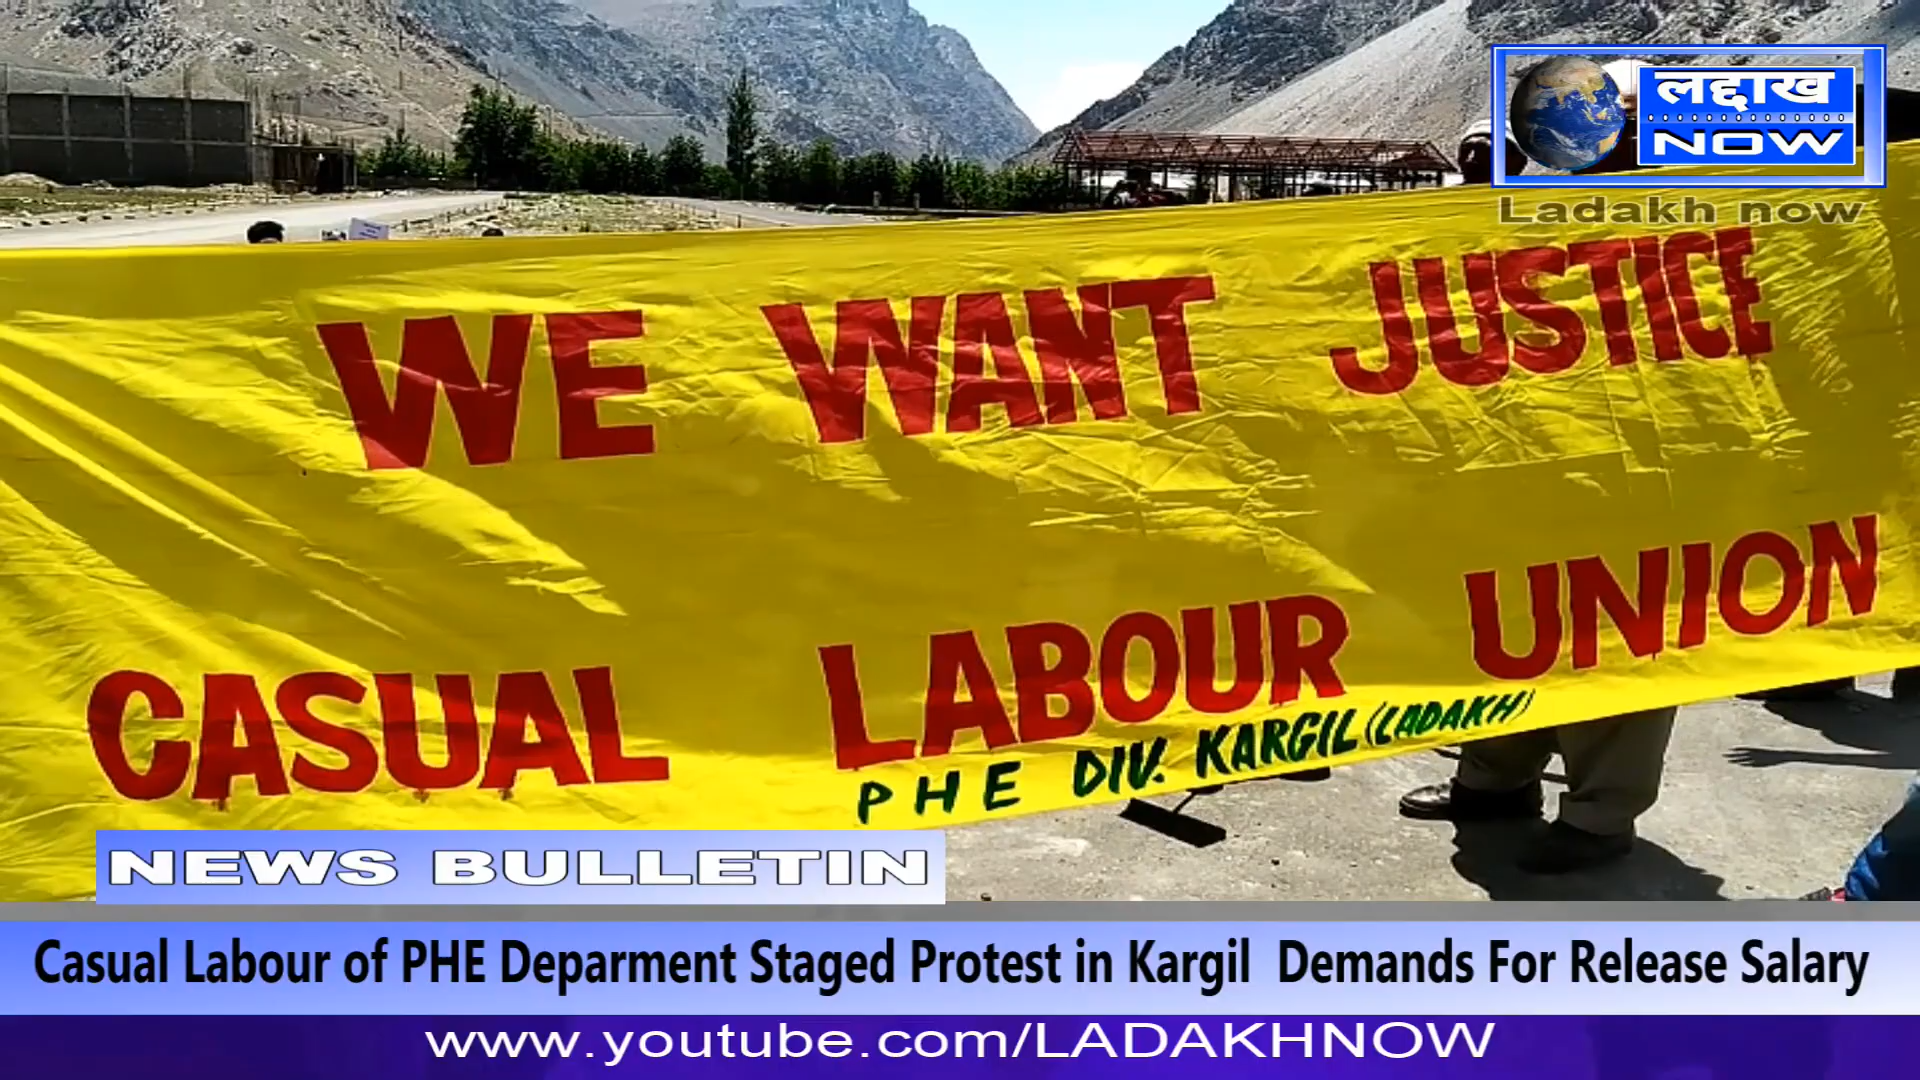 लद्दाख
NOW
Ladakh now
WE WANT JUSTICE
CASUAL LABOUR UNION
PHE DIV. KARGIL (LADAKH)
NEWS BULLETIN
Casual Labour of PHE Deparment Staged Protest in Kargil Demands For Release Salary
www.youtube.com/LADAKHNOW